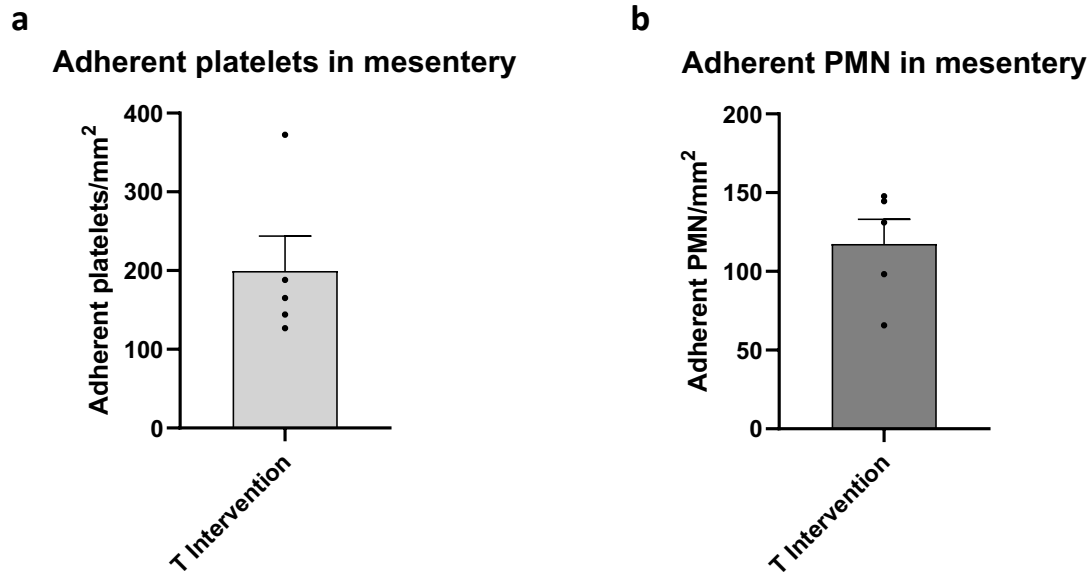 a
Adherent platelets in mesentery
Adherent platelets/mm²
400
300
200
100
0
T Intervention
b
Adherent PMN in mesentery
Adherent PMN/mm²
200
150
100
50
0
T Intervention